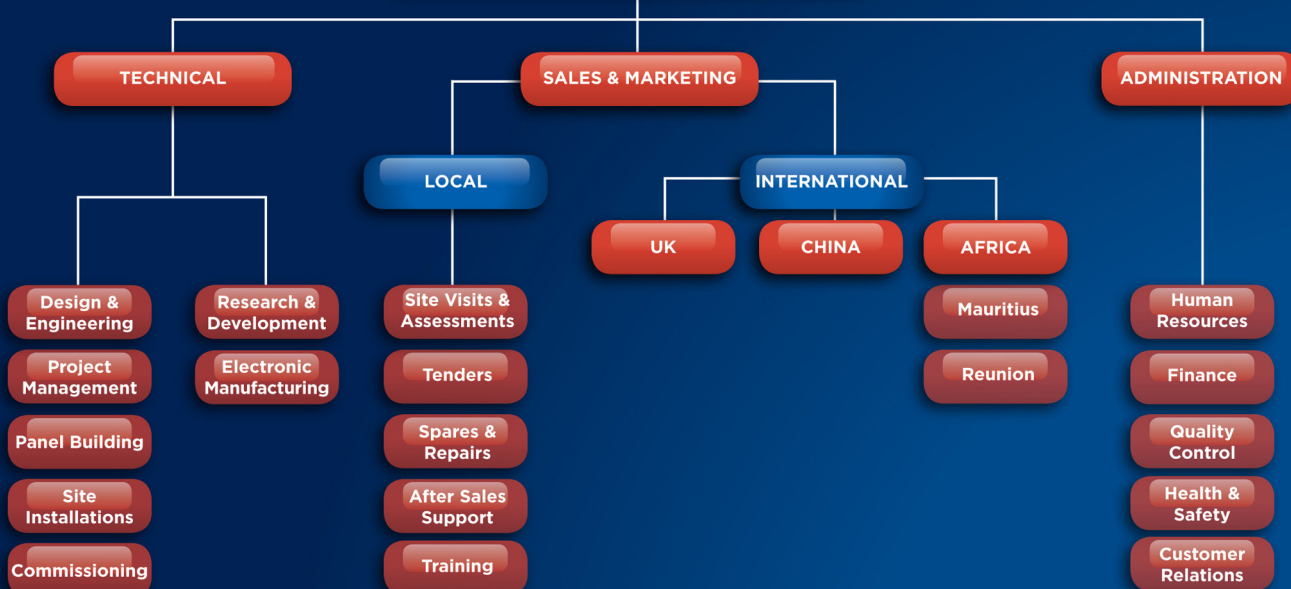 TECHNICAL
SALES & MARKETING
ADMINISTRATION
LOCAL
INTERNATIONAL
UK
CHINA
AFRICA
Design &
Engineering
Project
Management
Panel Building
Site
Installations
Commissioning
Research &
Development
Electronic
Manufacturing
Site Visits &
Assessments
Tenders
Spares &
Repairs
After Sales
Support
Training
Mauritius
Reunion
Human
Resources
Finance
Quality
Control
Health &
Safety
Customer
Relations